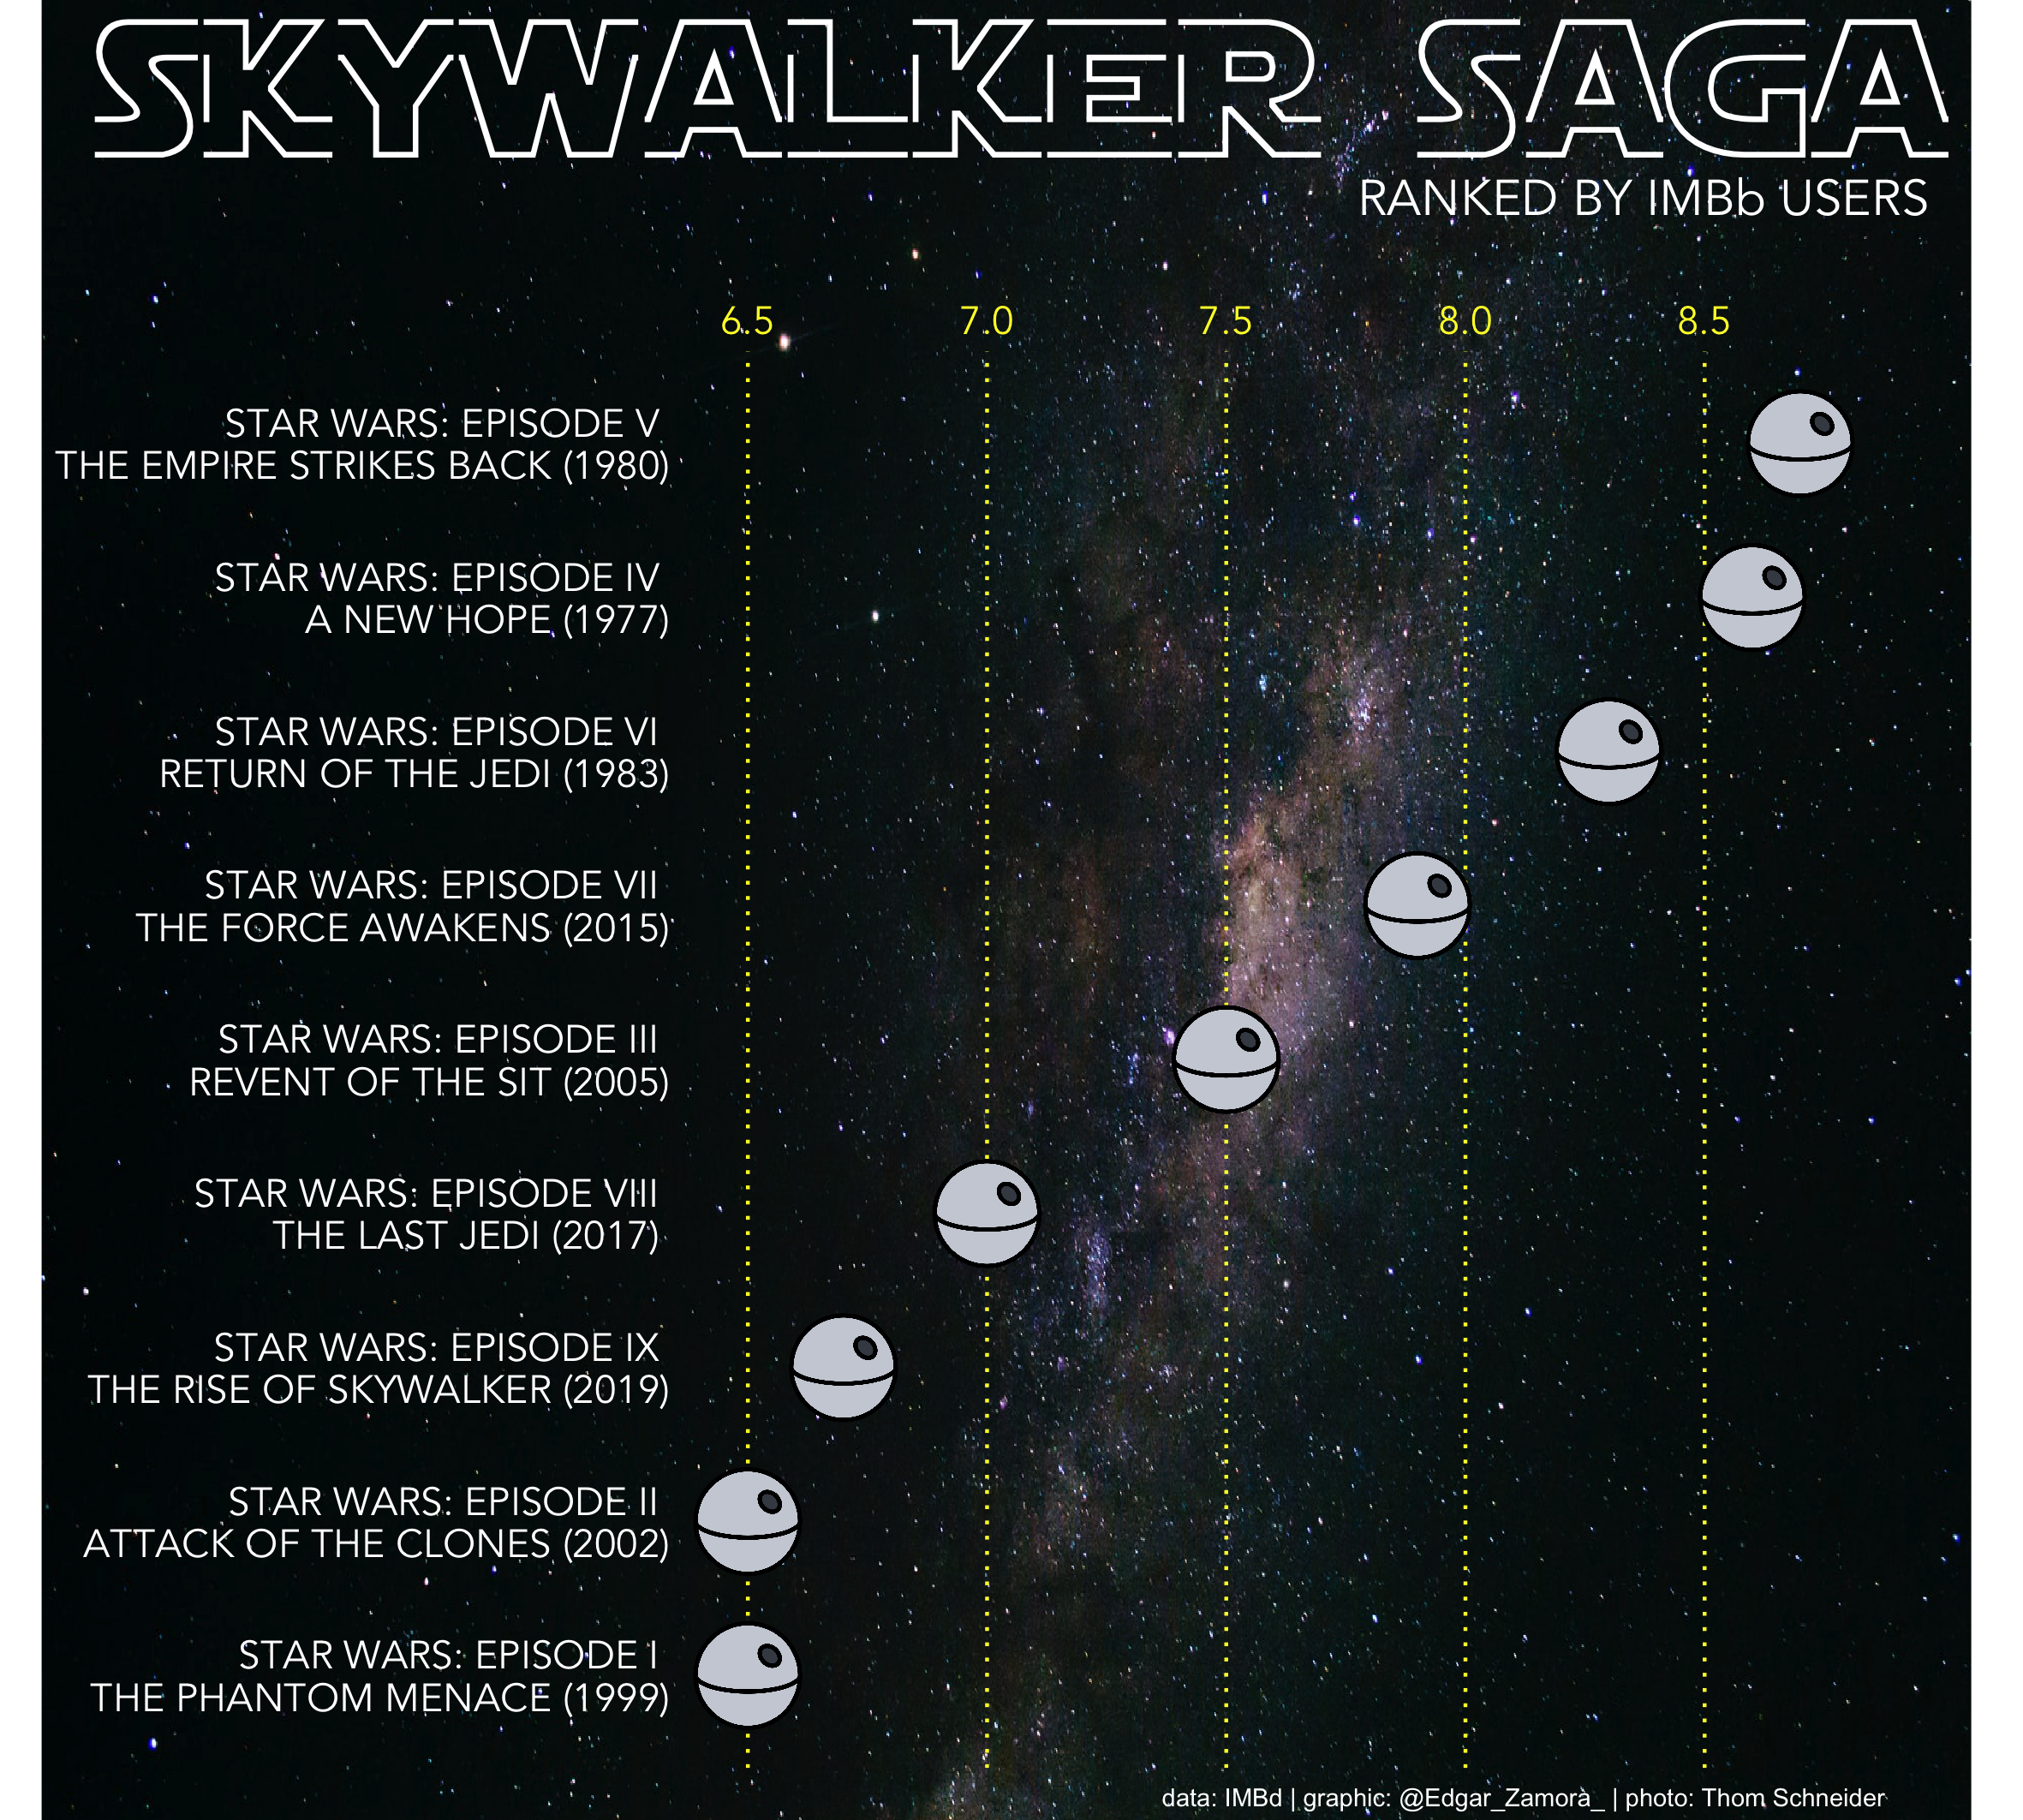 SKYWALKER SAGA
RANKED BY IMBb USERS
6.5 7.0 7.5 8.0 8.5
STAR WARS: EPISODE V
THE EMPIRE STRIKES BACK (1980)
STAR WARS: EPISODE IV
A NEW HOPE (1977)
STAR WARS: EPISODE VI
RETURN OF THE JEDI (1983)
STAR WARS: EPISODE VII
THE FORCE AWAKENS (2015)
STAR WARS: EPISODE III
REVENT OF THE SIT (2005)
STAR WARS: EPISODE VIII
THE LAST JEDI (2017)
STAR WARS: EPISODE IX
THE RISE OF SKYWALKER (2019)
STAR WARS: EPISODE II
ATTACK OF THE CLONES (2002)
STAR WARS: EPISODE I
THE PHANTOM MENACE (1999)
data: IMBd | graphic: @Edgar_Zamora_ | photo: Thom Schneider